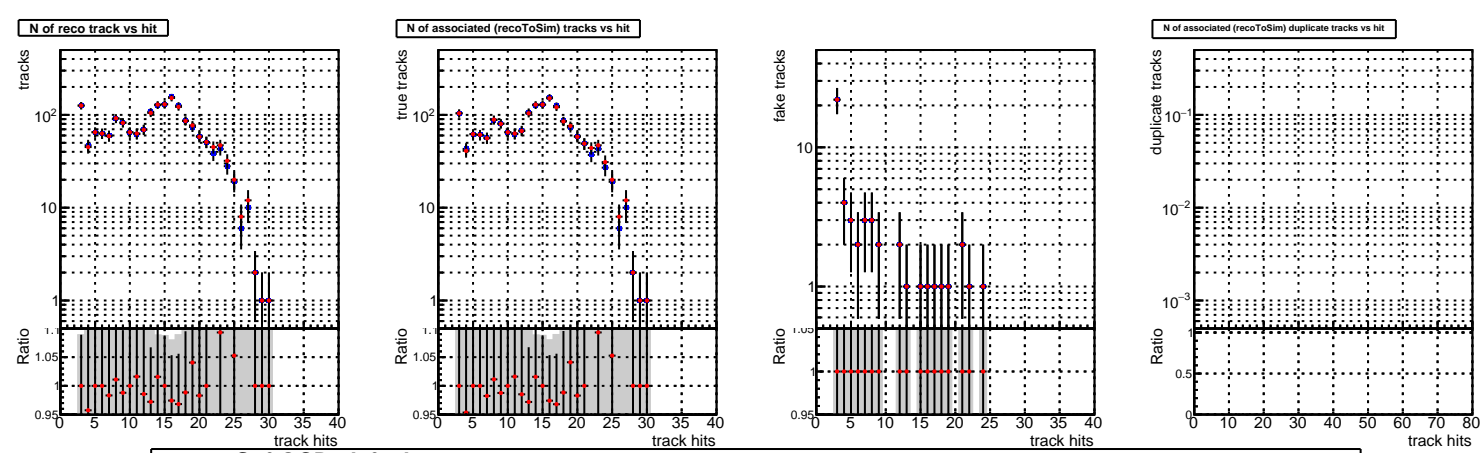 N of reco track vs hit
tracks
10²
10
1
Ratio
1.1
1.05
1
0.95
0 5 10 15 20 25 30 35 40
track hits
N of associated (recoToSim) tracks vs hit
true tracks
10²
10
1
Ratio
1.1
1.05
1
0.95
0 5 10 15 20 25 30 35 40
track hits
fake tracks
10
1
Ratio
1.05
1
0.95
0 5 10 15 20 25 30 35 40
track hits
N of associated (recoToSim) duplicate tracks vs hit
duplicate tracks
10⁻¹
10⁻²
10⁻³
Ratio
1
0.5
0
0 10 20 30 40 50 60 70 80
track hits